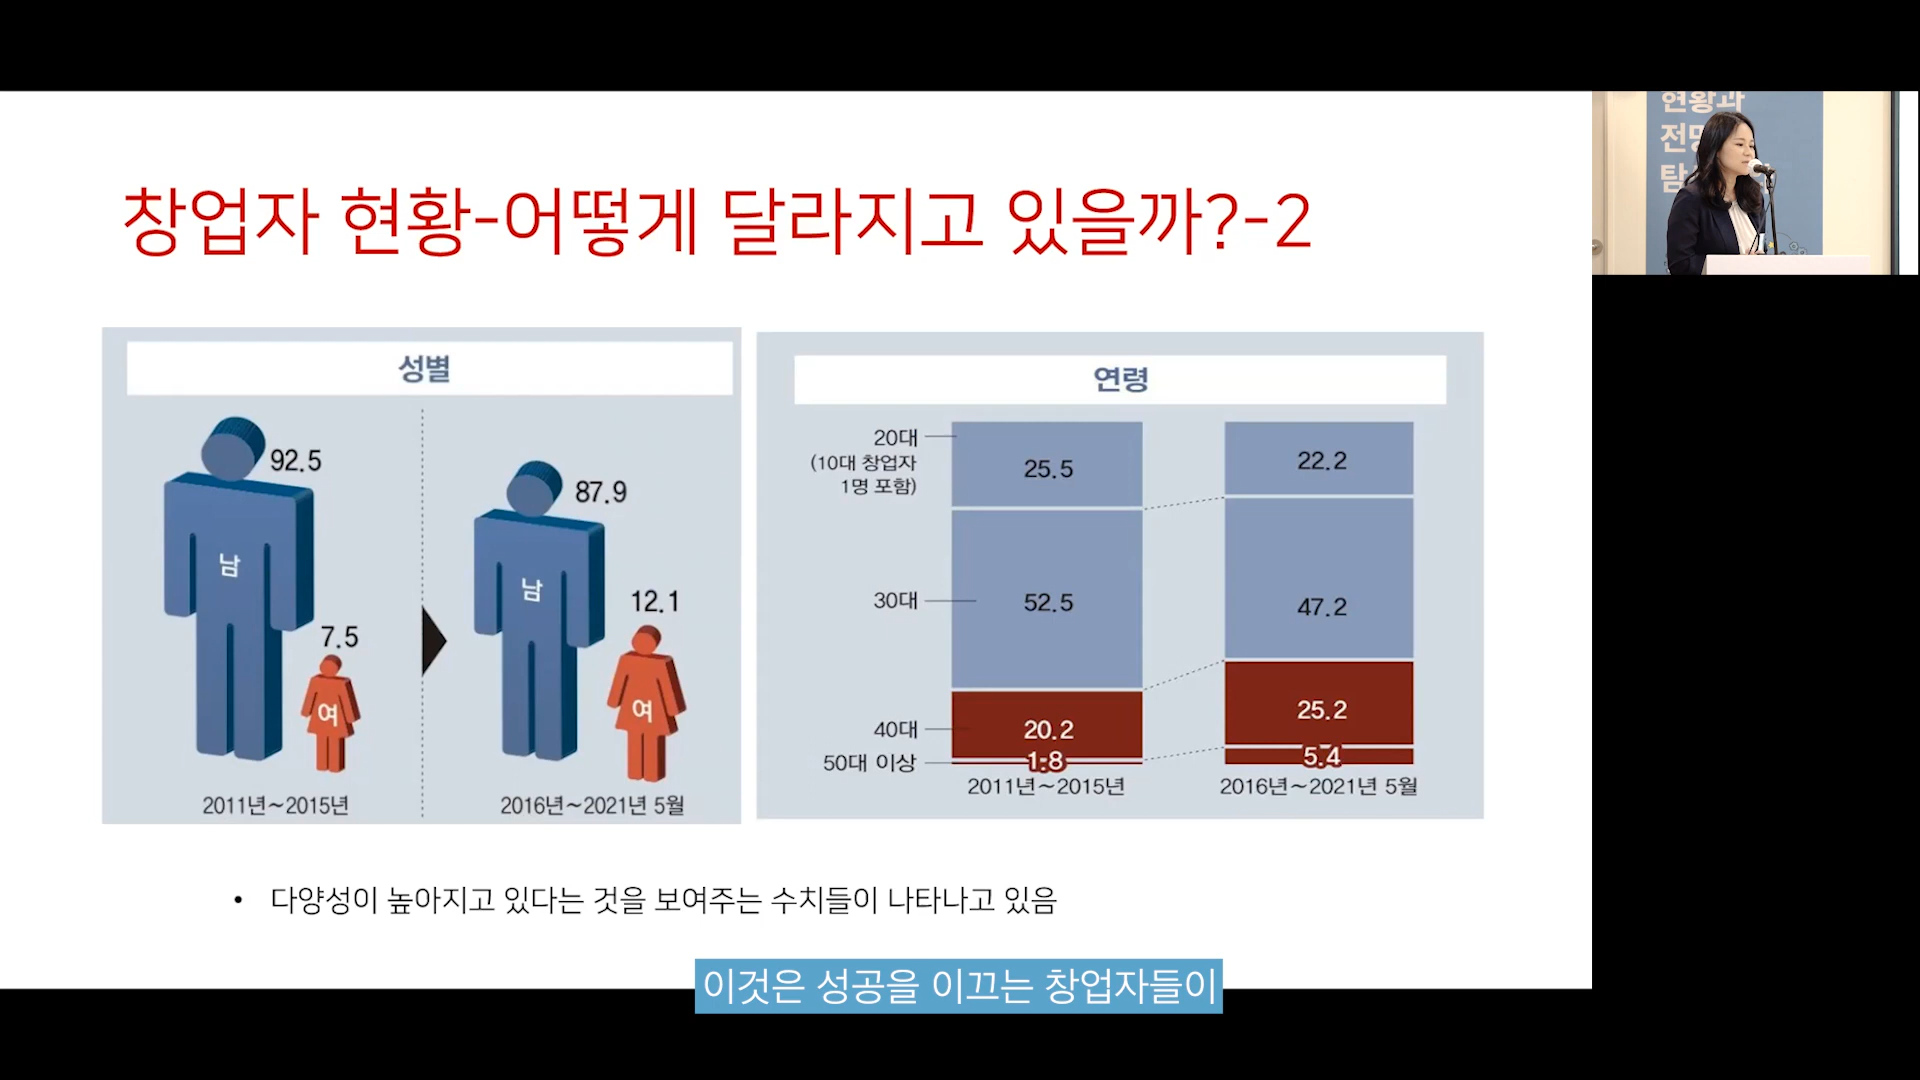 창업자 현황-어떻게 달라지고 있을까?-2
현황과
전망
탐
성별
92.5
남
7.5
여
2011년~2015년
87.9
남
12.1
여
2016년~2021년 5월
연령
20대
(10대 창업자
1명 포함)
30대
40대
50대 이상
25.5
52.5
20.2
1.8
2011년~2015년
22.2
47.2
25.2
5.4
2016년~2021년 5월
• 다양성이 높아지고 있다는 것을 보여주는 수치들이 나타나고 있음
이것은 성공을 이끄는 창업자들이